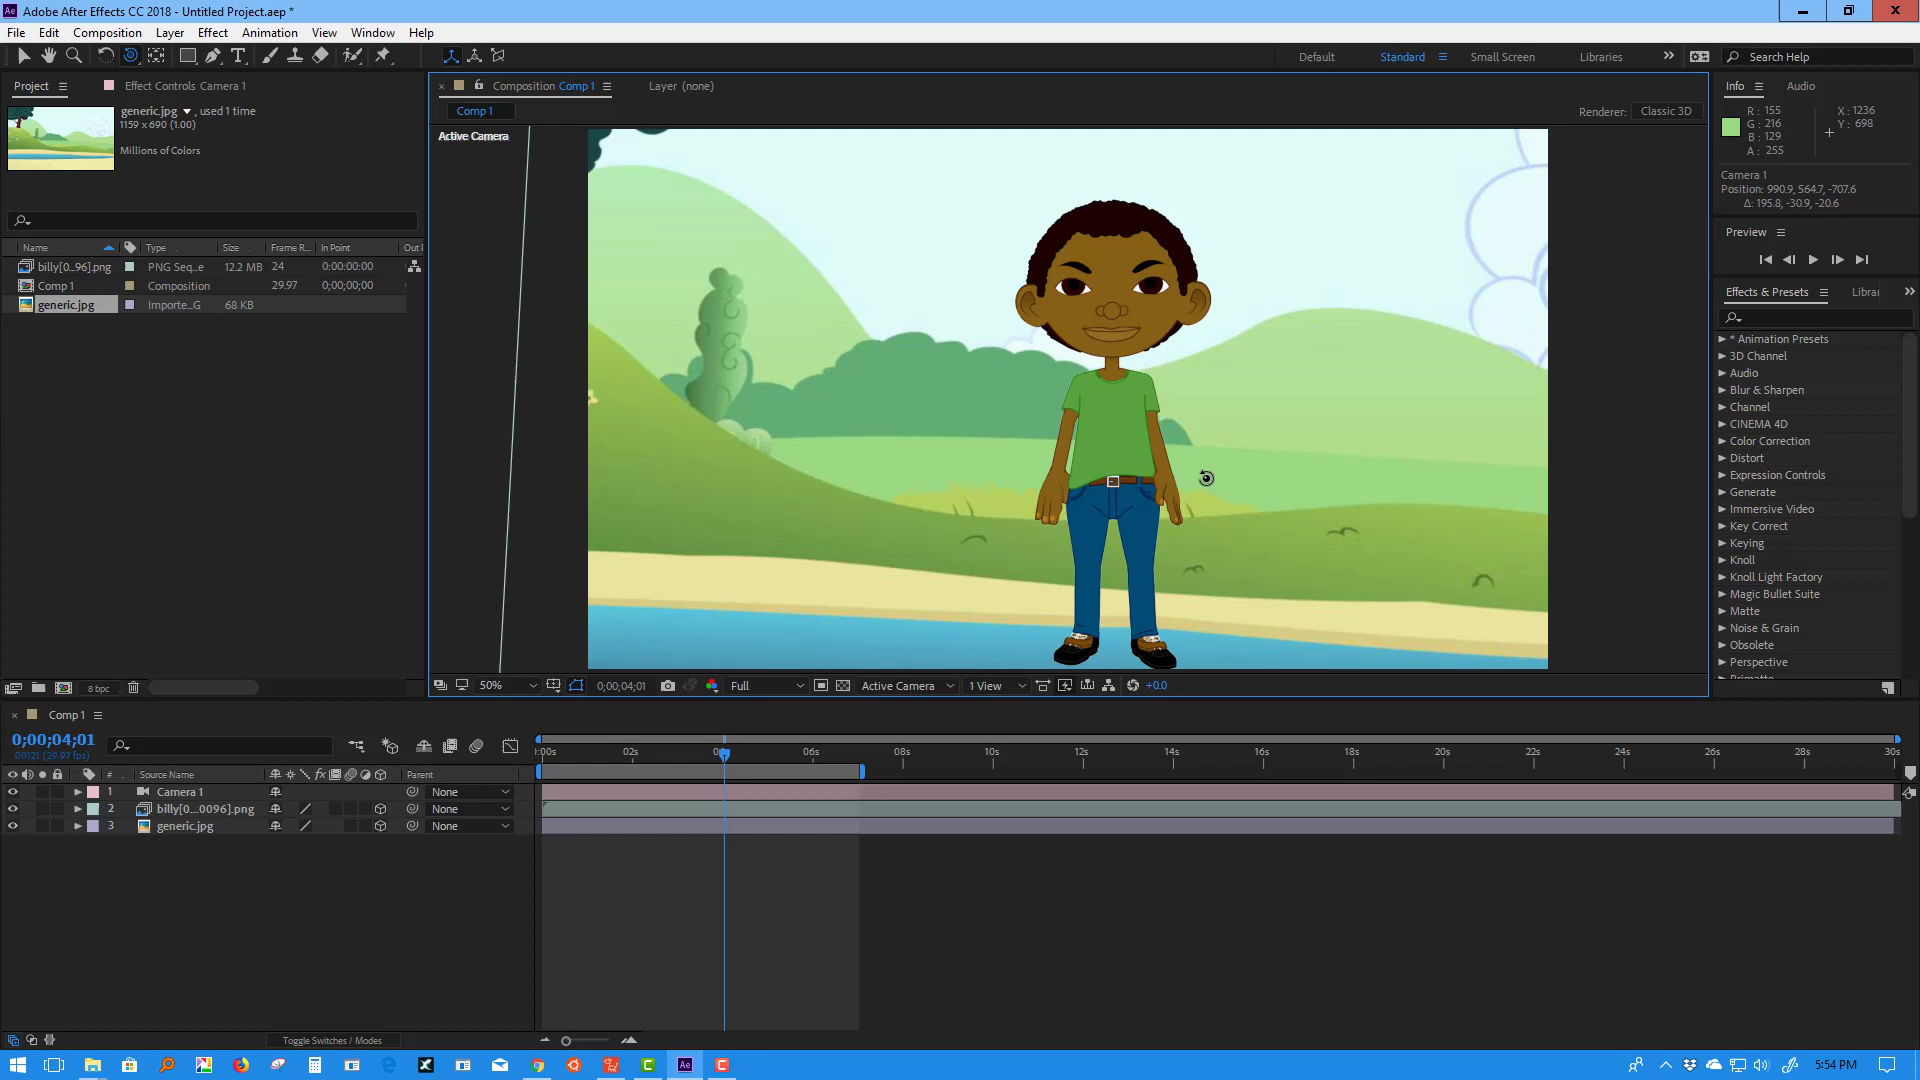 Adobe After Effects CC 2018 - Untitled Project.aep *
File Edit Composition Layer Effect Animation View Window Help
Default Standard Small Screen Libraries Search Help
Project Effect Controls Camera 1
generic.jpg , used 1 time
1159 x 690 (1.00)
Millions of Colors
Name Type Size Frame R... In Point Out
billy[0...96].png PNG Seq...e 12.2 MB 24 0:00:00:00
Comp 1 Composition 29.97 0;00;00;00
generic.jpg Importe...G 68 KB
8 bpc
Composition Comp 1 Layer (none)
Comp 1 Renderer: Classic 3D
Active Camera
50% 0;00;04;01 Full Active Camera 1 View +0.0
Info Audio
R: 155 X: 1236
G: 216 Y: 698
B: 129
A: 255
Camera 1
Position: 990.9, 564.7, -707.6
Δ: 195.8, -30.9, -20.6
Preview
Effects & Presets Librar
* Animation Presets
3D Channel
Audio
Blur & Sharpen
Channel
CINEMA 4D
Color Correction
Distort
Expression Controls
Generate
Immersive Video
Key Correct
Keying
Knoll
Knoll Light Factory
Magic Bullet Suite
Matte
Noise & Grain
Obsolete
Perspective
Comp 1
0;00;04;01
00121 (29.97 fps)
:00s 02s 06s 08s 10s 12s 14s 16s 18s 20s 22s 24s 26s 28s 30s
# Source Name Parent
1 Camera 1 None
2 billy[0...0096].png None
3 generic.jpg None
Toggle Switches / Modes
5:54 PM